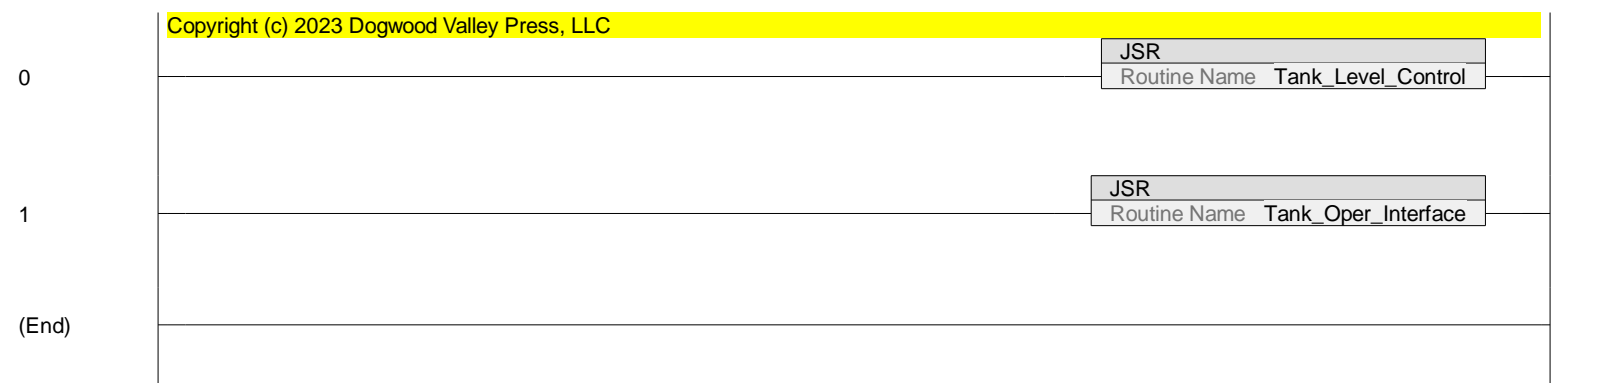 Copyright (c) 2023 Dogwood Valley Press, LLC
JSR
0 Routine Name Tank_Level_Control
JSR
1 Routine Name Tank_Oper_Interface
(End)